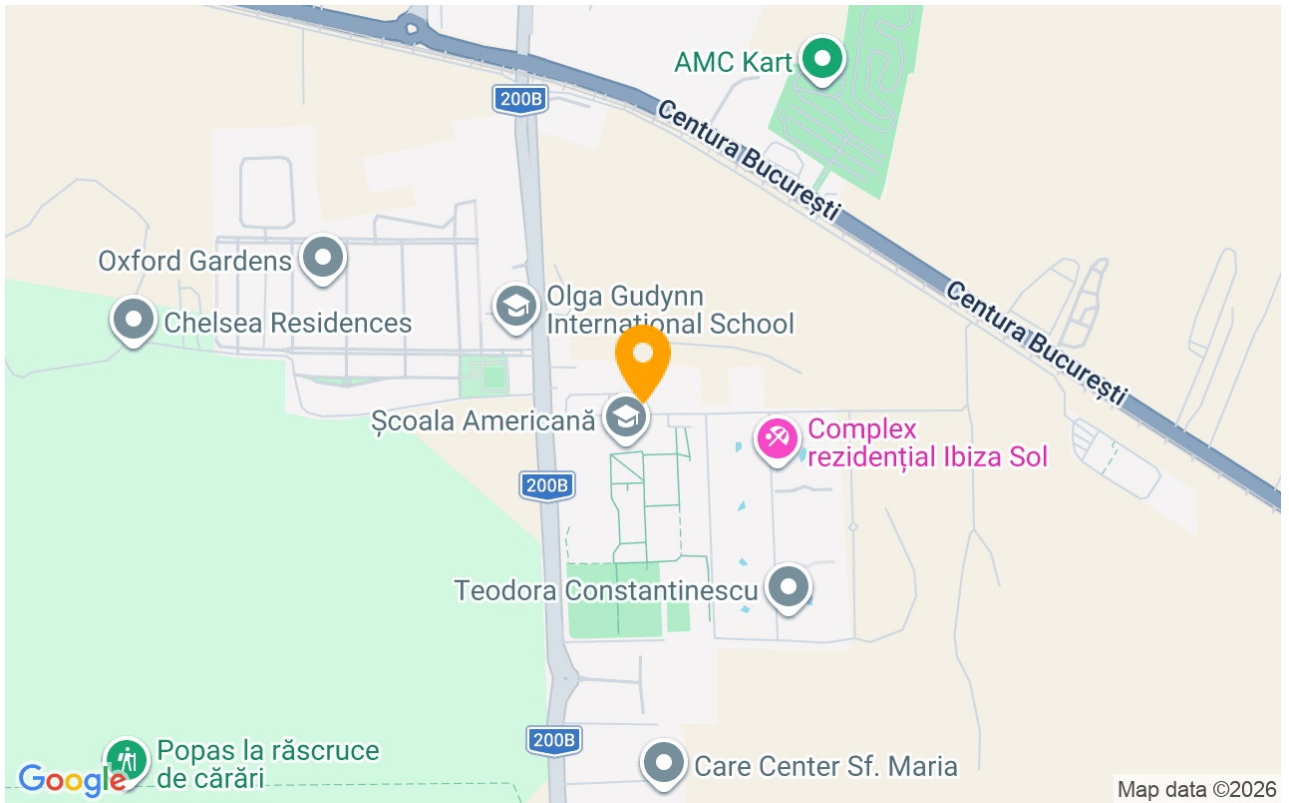 AMC Kart
200B
Centura București
Oxford Gardens
Chelsea Residences
Olga Gudynn
International School
Centura București
Școala Americană
Complex
rezidențial Ibiza Sol
200B
Teodora Constantinescu
200B
Popas la răscruce
de cărări
Care Center Sf. Maria
Google
Map data ©2026